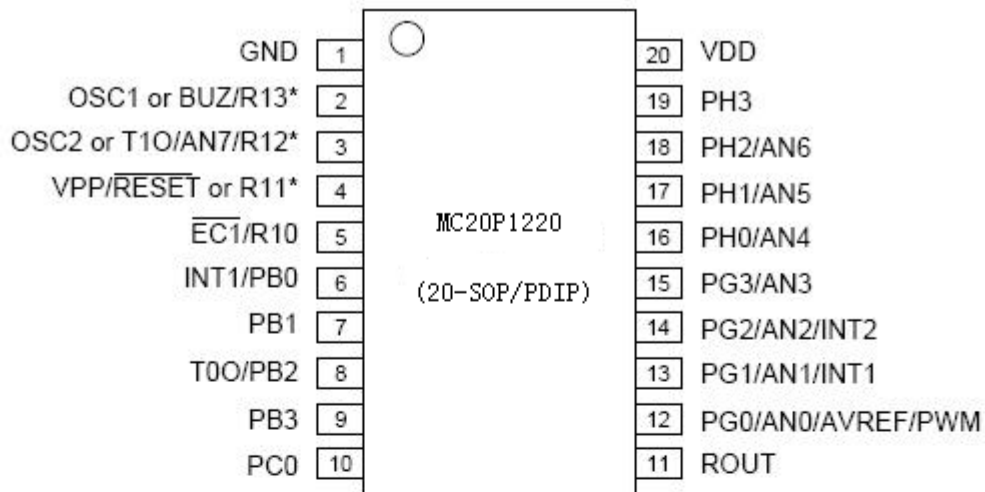 GND 1 20 VDD
OSC1 or BUZ/R13* 2 19 PH3
OSC2 or T1O/AN7/R12* 3 18 PH2/AN6
VPP/RESET or R11* 4 17 PH1/AN5
EC1/R10 5 MC20P1220 16 PH0/AN4
INT1/PB0 6 (20-SOP/PDIP) 15 PG3/AN3
PB1 7 14 PG2/AN2/INT2
T0O/PB2 8 13 PG1/AN1/INT1
PB3 9 12 PG0/AN0/AVREF/PWM
PC0 10 11 ROUT